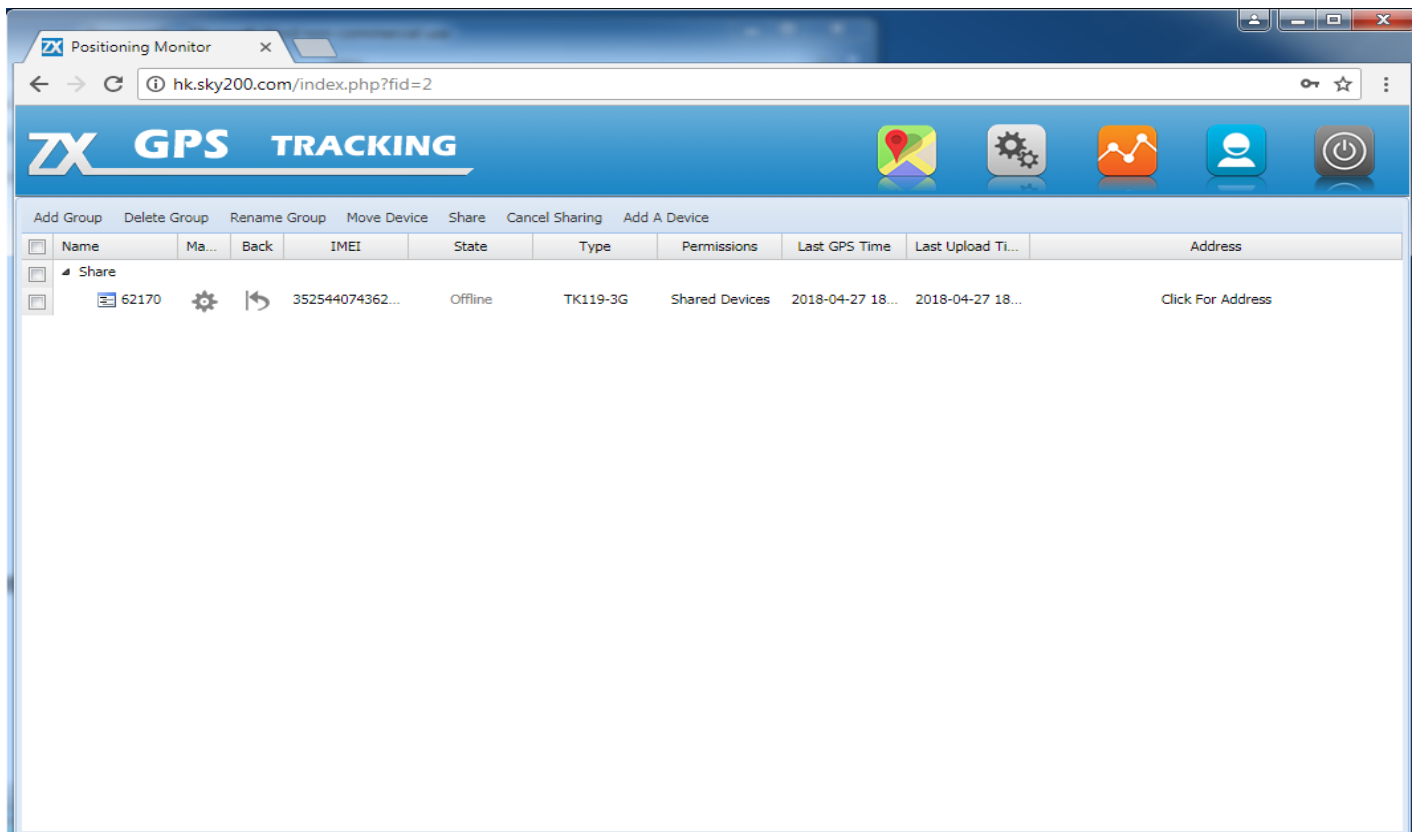 ZX Positioning Monitor
hk.sky200.com/index.php?fid=2
ZX GPS TRACKING
Add Group Delete Group Rename Group Move Device Share Cancel Sharing Add A Device
Name Ma... Back IMEI State Type Permissions Last GPS Time Last Upload Ti... Address
Share
62170 352544074362... Offline TK119-3G Shared Devices 2018-04-27 18... 2018-04-27 18... Click For Address